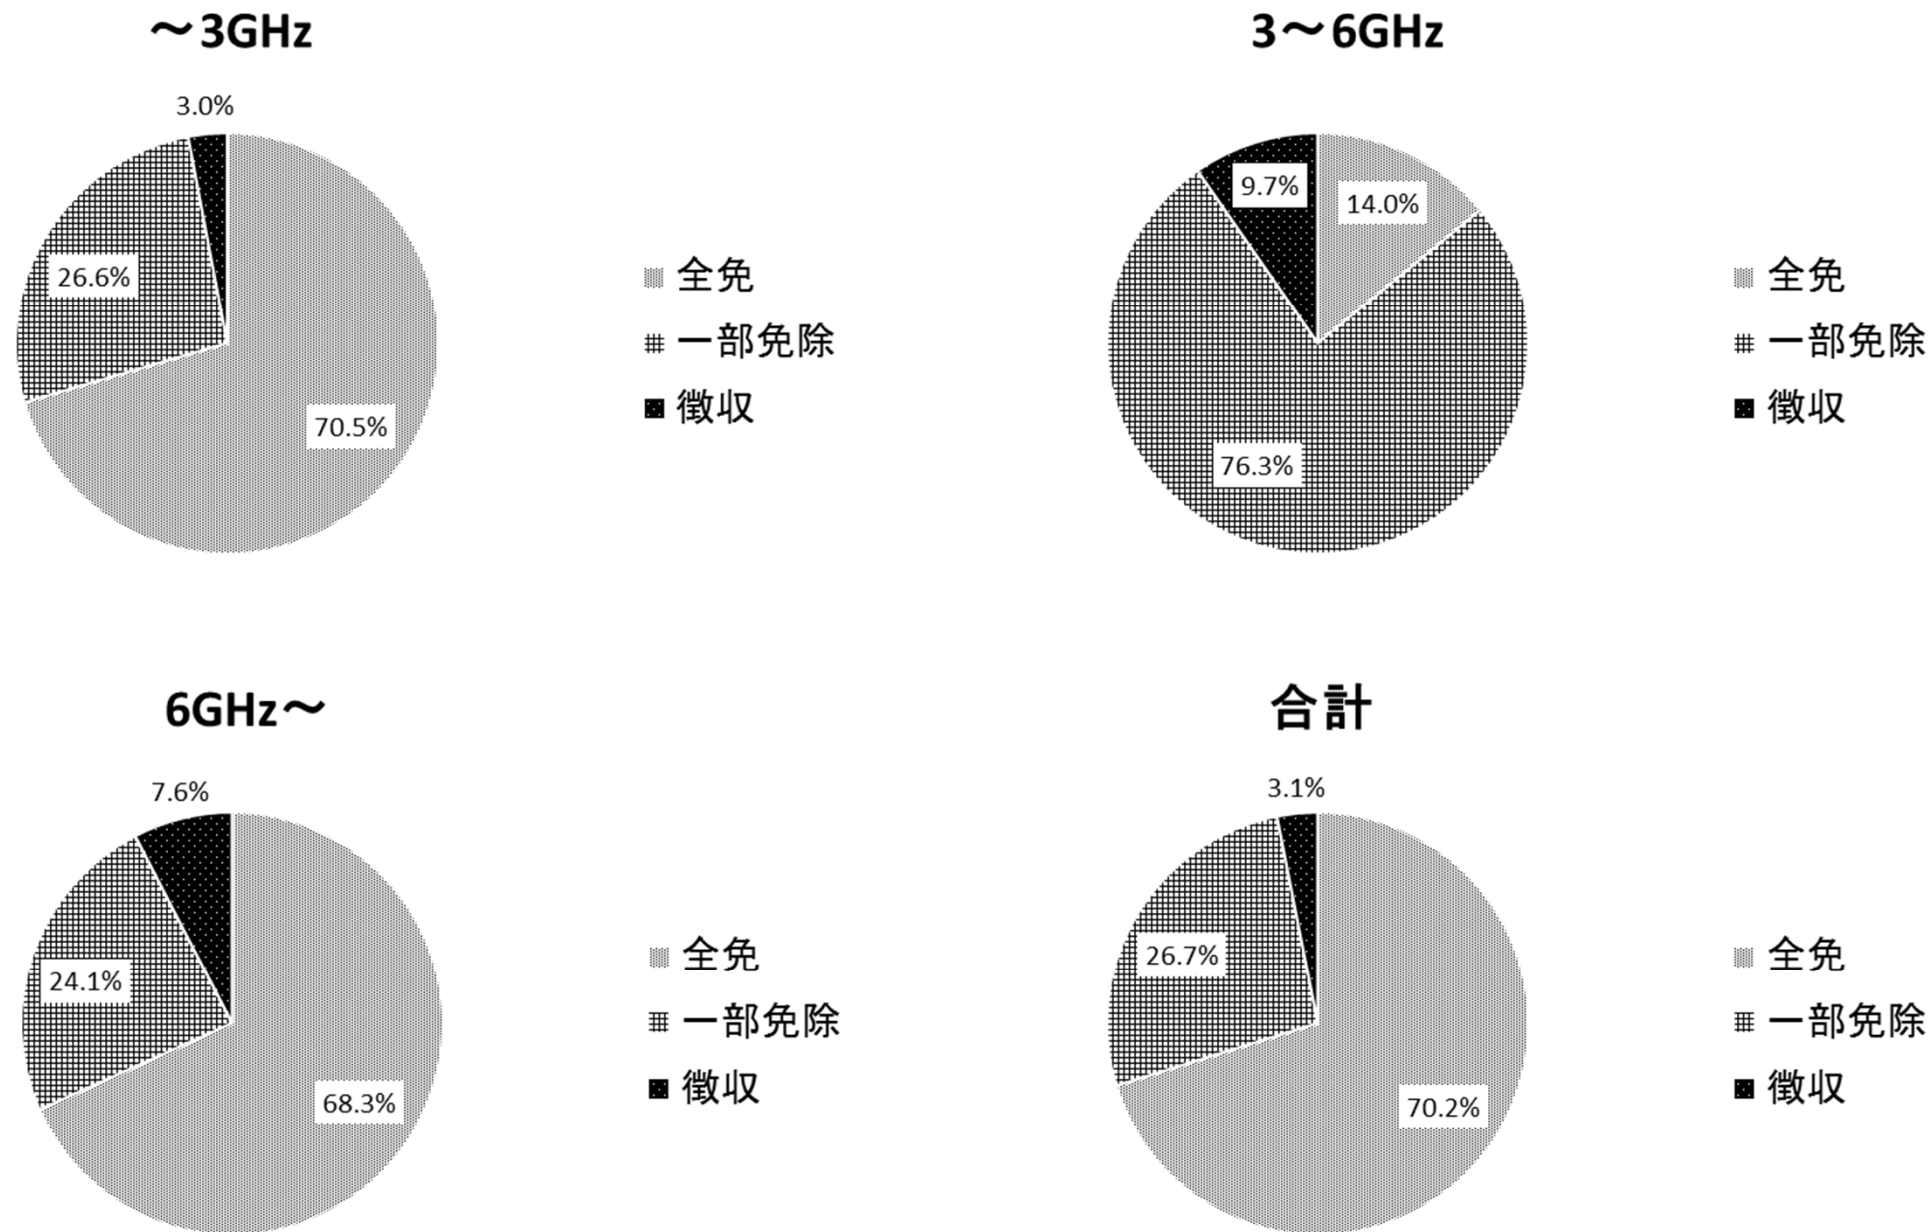 ～3GHz
3.0%
26.6%
70.5%
全免
一部免除
徴収
3～6GHz
9.7%
14.0%
76.3%
全免
一部免除
徴収
6GHz～
7.6%
24.1%
68.3%
全免
一部免除
徴収
合計
3.1%
26.7%
70.2%
全免
一部免除
徴収